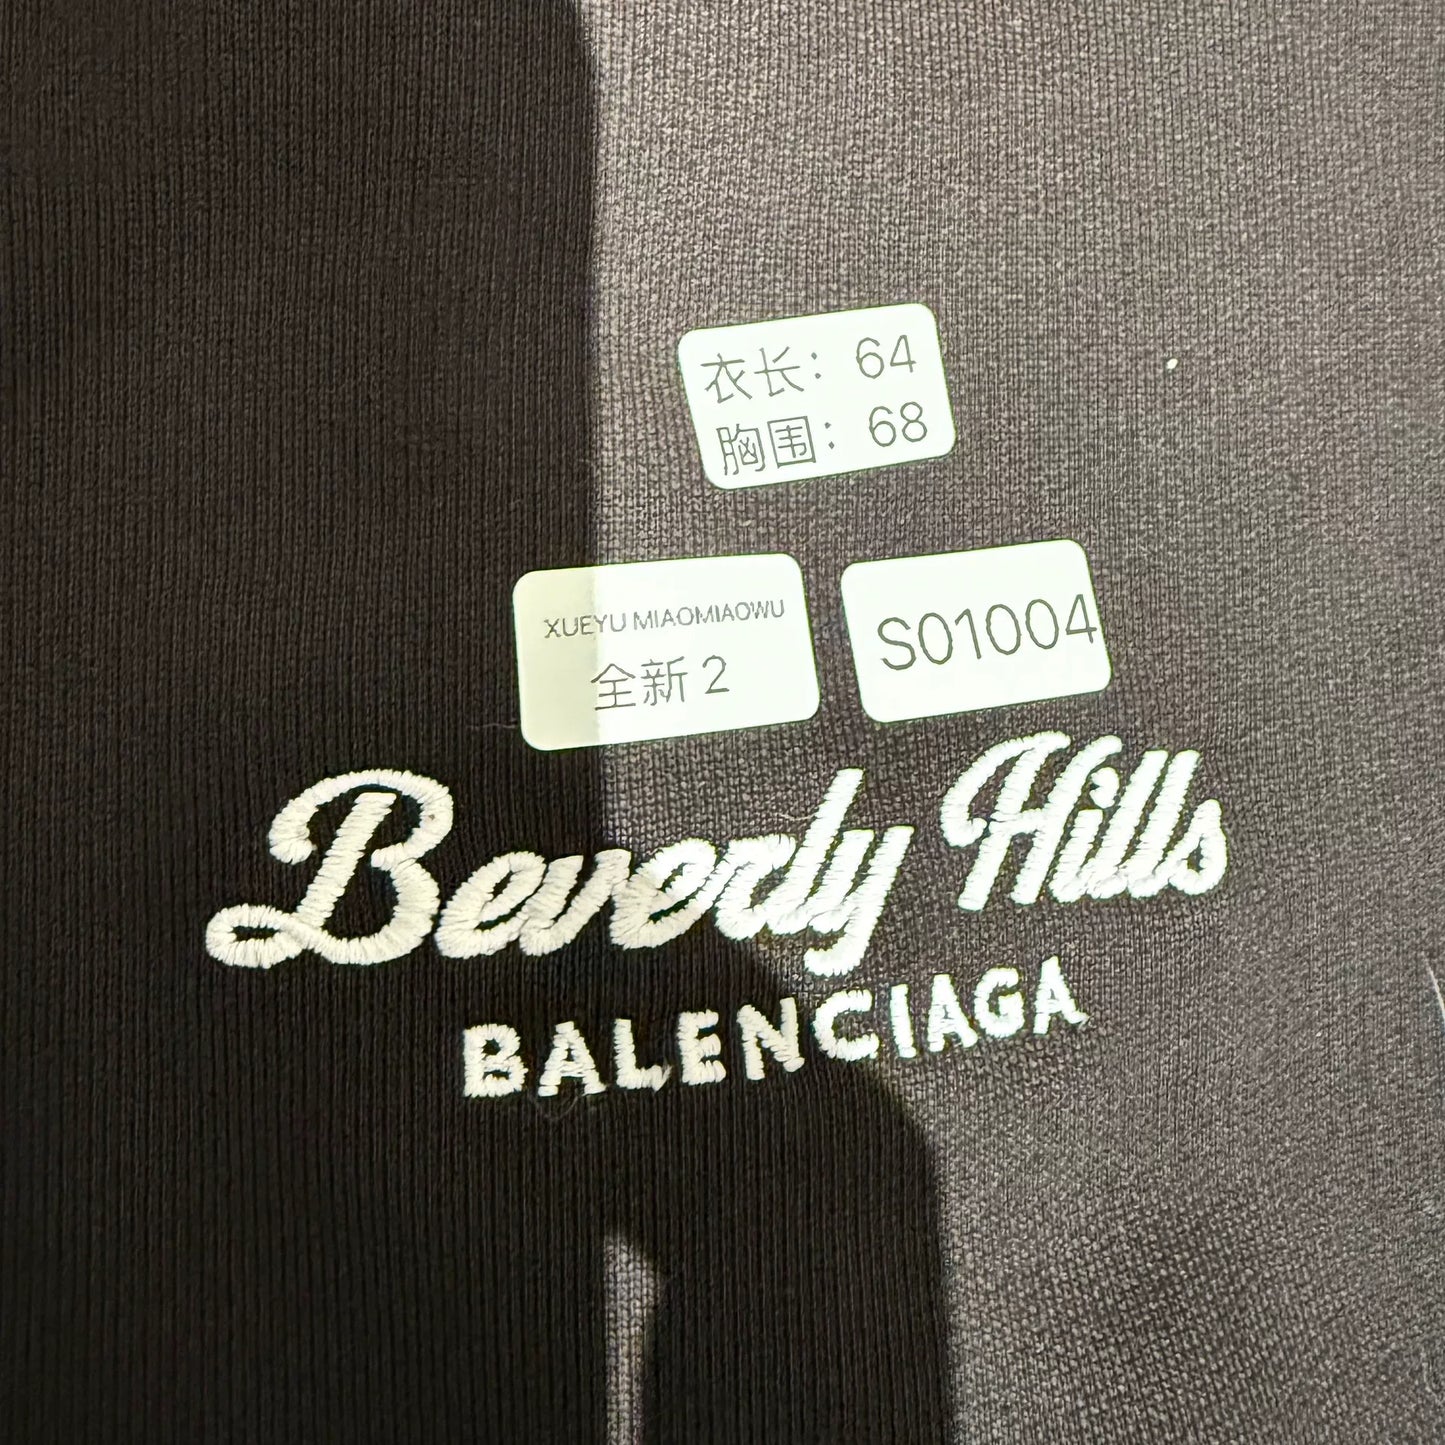 衣长：64
胸围：68
XUEYU MIAOMIAOWU
全新 2
S01004
Beverly Hills
BALENCIAGA